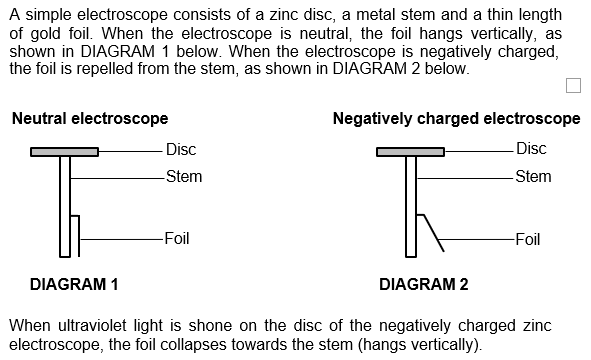 A simple electroscope consists of a zinc disc, a metal stem and a thin length
of gold foil. When the electroscope is neutral, the foil hangs vertically, as
shown in DIAGRAM 1 below. When the electroscope is negatively charged,
the foil is repelled from the stem, as shown in DIAGRAM 2 below.
Neutral electroscope
Disc
Stem
Foil
DIAGRAM 1
Negatively charged electroscope
Disc
Stem
Foil
DIAGRAM 2
When ultraviolet light is shone on the disc of the negatively charged zinc
electroscope, the foil collapses towards the stem (hangs vertically).